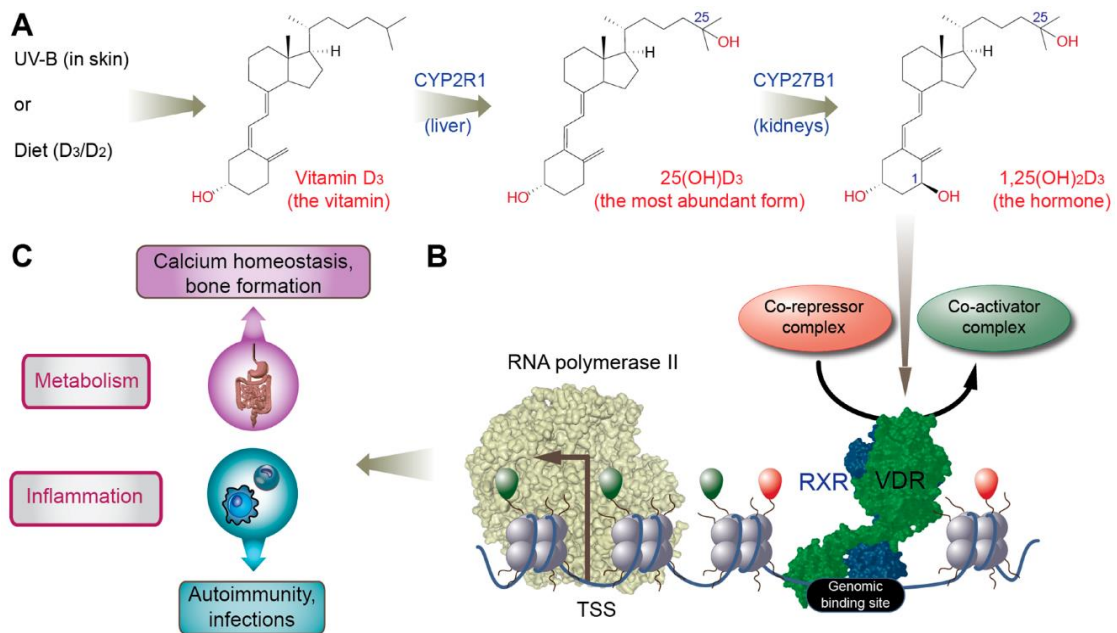 A
UV-B (in skin)
or
Diet (D3/D2)
H
HO
Vitamin D3
(the vitamin)
CYP2R1
(liver)
25
OH
H
HO
25(OH)D3
(the most abundant form)
CYP27B1
(kidneys)
25
OH
H
1
HO
OH
1,25(OH)2D3
(the hormone)
B
Co-repressor
complex
Co-activator
complex
RNA polymerase II
RXR
VDR
TSS
Genomic
binding site
C
Calcium homeostasis,
bone formation
Metabolism
Inflammation
Autoimmunity,
infections